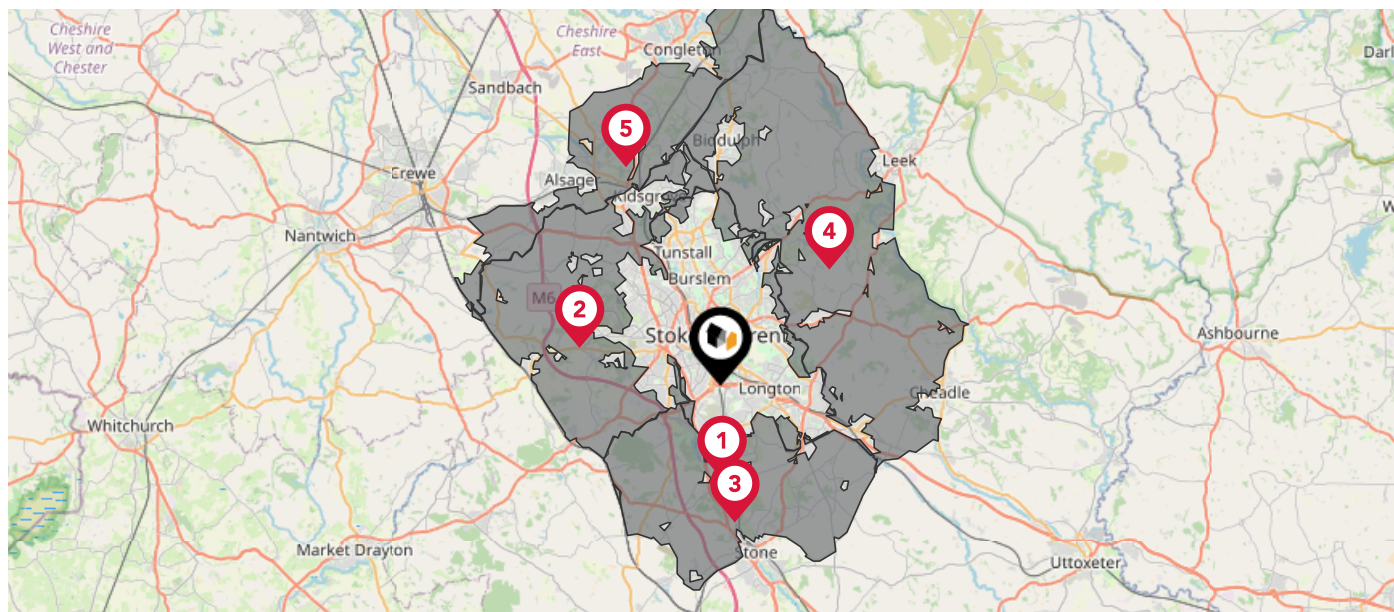 Cheshire
West and
Chester
Cheshire
East
Congleton
Dar
Sandbach
5
Biddulph
Leek
Crewe
Alsage
Kidsgr
W
Nantwich
4
Tunstall
Burslem
M6
2
Stok
rent
Ashbourne
Longton
Cheadle
Whitchurch
1
3
Market Drayton
Stone
Uttoxeter